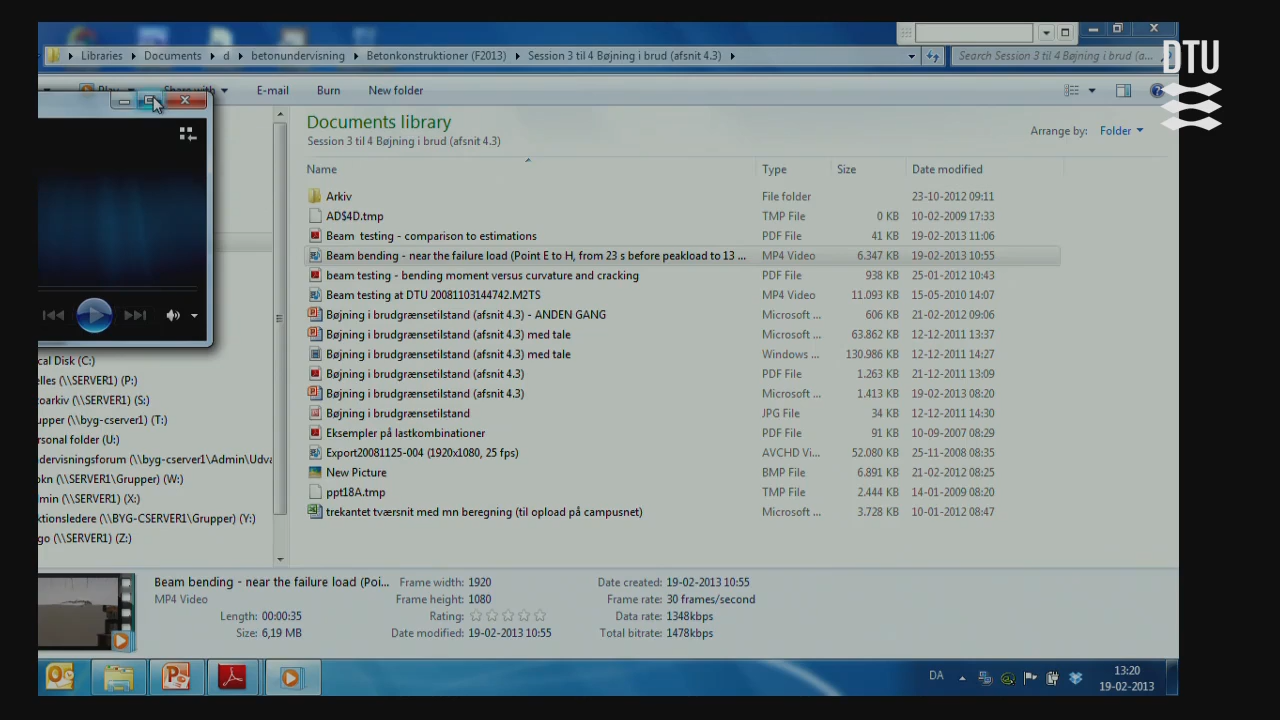 Libraries Documents d betonundervisning Betonkonstruktioner (F2013) Session 3 til 4 Bøjning i brud (afsnit 4.3) Search Session 3 til 4 Bøjning i brud (a...
DTU
Play Share with E-mail Burn New folder
Documents library
Session 3 til 4 Bøjning i brud (afsnit 4.3)
Arrange by: Folder
Name Type Size Date modified
Arkiv File folder 23-10-2012 09:11
AD$4D.tmp TMP File 0 KB 10-02-2009 17:33
Beam testing - comparison to estimations PDF File 41 KB 19-02-2013 11:06
Beam bending - near the failure load (Point E to H, from 23 s before peakload to 13 ... MP4 Video 6.347 KB 19-02-2013 10:55
beam testing - bending moment versus curvature and cracking PDF File 938 KB 25-01-2012 10:43
Beam testing at DTU 20081103144742.M2TS MP4 Video 11.093 KB 15-05-2010 14:07
Bøjning i brudgrænsetilstand (afsnit 4.3) - ANDEN GANG Microsoft ... 606 KB 21-02-2012 09:06
Bøjning i brudgrænsetilstand (afsnit 4.3) med tale Microsoft ... 63.862 KB 12-12-2011 13:37
Bøjning i brudgrænsetilstand (afsnit 4.3) med tale Windows ... 130.986 KB 12-12-2011 14:27
Bøjning i brudgrænsetilstand (afsnit 4.3) PDF File 1.263 KB 21-12-2011 13:09
Bøjning i brudgrænsetilstand (afsnit 4.3) Microsoft ... 1.413 KB 19-02-2013 08:20
Bøjning i brudgrænsetilstand JPG File 34 KB 12-12-2011 14:30
Eksempler på lastkombinationer PDF File 91 KB 10-09-2007 08:29
Export20081125-004 (1920x1080, 25 fps) AVCHD Vi... 52.080 KB 25-11-2008 08:35
New Picture BMP File 6.891 KB 21-02-2012 08:25
ppt18A.tmp TMP File 2.444 KB 14-01-2009 08:20
trekantet tværsnit med mn beregning (til opload på campusnet) Microsoft ... 3.728 KB 10-01-2012 08:47
cal Disk (C:)
elles (\\SERVER1) (P:)
oarkiv (\\SERVER1) (S:)
upper (\\byg-cserver1) (T:)
rsonal folder (U:)
dervisningsforum (\\byg-cserver1\Admin\Udva
okn (\\SERVER1\Grupper) (W:)
min (\\SERVER1) (X:)
ktionsledere (\\BYG-CSERVER1\Grupper) (Y:)
go (\\SERVER1) (Z:)
Beam bending - near the failure load (Poi... Frame width: 1920 Date created: 19-02-2013 10:55
MP4 Video Frame height: 1080 Frame rate: 30 frames/second
Length: 00:00:35 Rating: Data rate: 1348kbps
Size: 6,19 MB Date modified: 19-02-2013 10:55 Total bitrate: 1478kbps
DA 13:20
19-02-2013